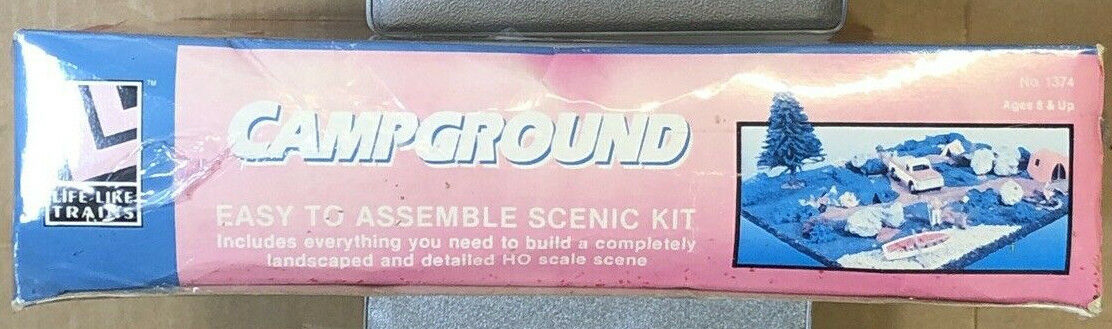 LIFE-LIKE
TRAINS
™
CAMPGROUND
EASY TO ASSEMBLE SCENIC KIT
Includes everything you need to build a completely
landscaped and detailed HO scale scene
No. 1374
Ages 8 & Up